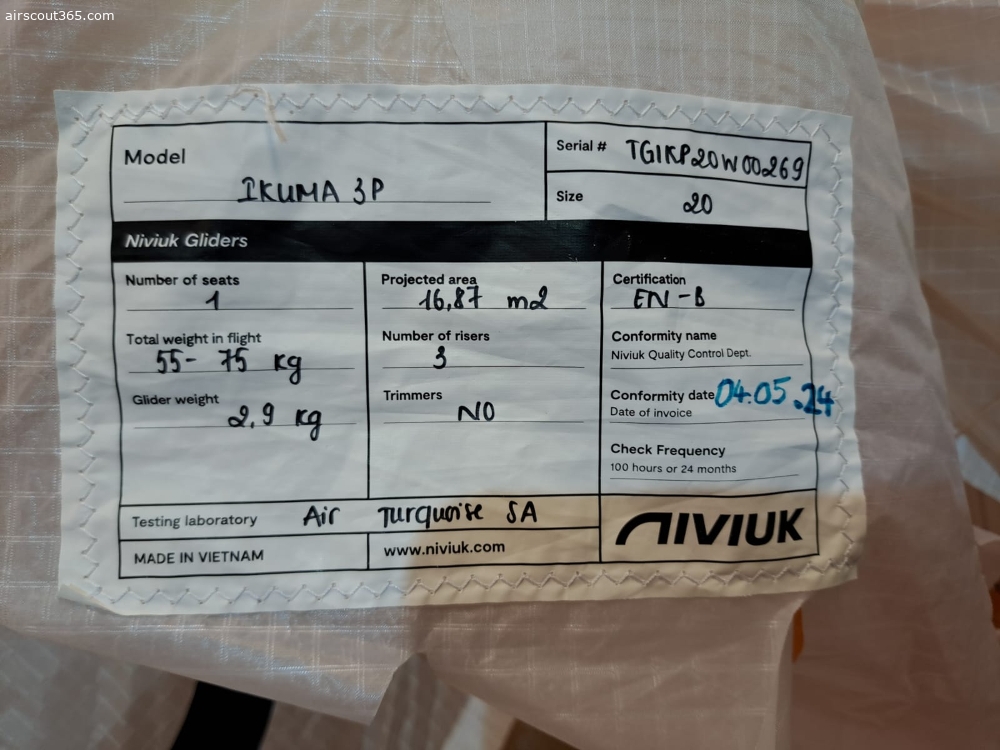 airscout365.com
Model
IKUMA 3P
Serial # TGIKP20W00269
Size 20
Niviuk Gliders
Number of seats
1
Total weight in flight
55- 75 kg
Glider weight
2,9 kg
Projected area
16,87 m2
Number of risers
3
Trimmers
NO
Certification
EN-B
Conformity name
Niviuk Quality Control Dept.
Conformity date 04.05.24
Date of invoice
Check Frequency
100 hours or 24 months
Testing laboratory Air Turquoise SA
MADE IN VIETNAM
www.niviuk.com
NIVIUK